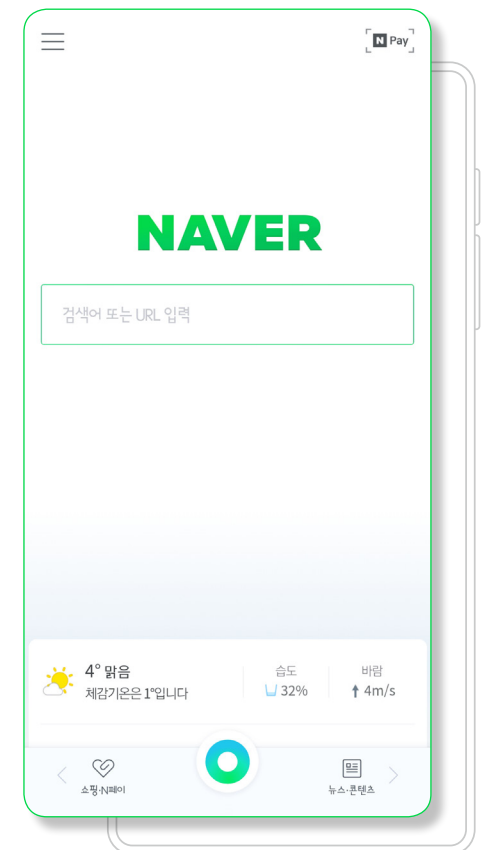 N Pay
NAVER
검색어 또는 URL 입력
4° 맑음
체감기온은 1°입니다
습도
32%
바람
4m/s
쇼핑·N페이
뉴스·콘텐츠